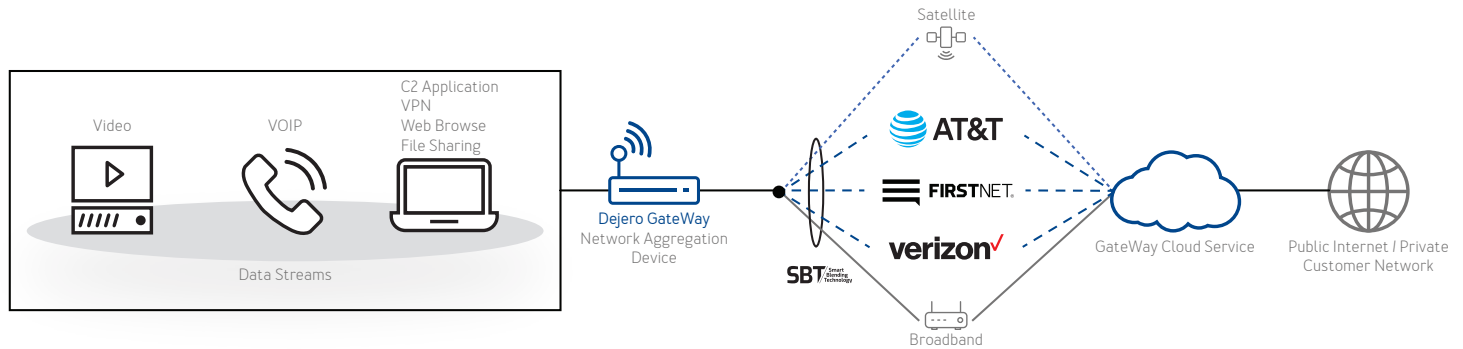 Video
VOIP
C2 Application
VPN
Web Browse
File Sharing
Data Streams
Dejero GateWay
Network Aggregation
Device
SBT
Smart
Blending
Technology
Satellite
AT&T
FIRSTNET®
verizon
Broadband
GateWay Cloud Service
Public Internet / Private
Customer Network